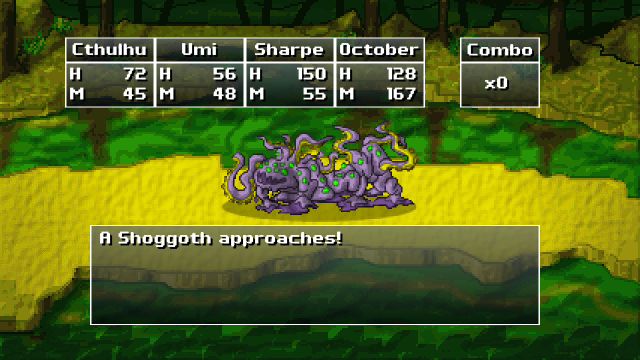 Cthulhu Umi Sharpe October Combo
H 72 H 56 H 150 H 128
M 45 M 48 M 55 M 167
x0
A Shoggoth approaches!